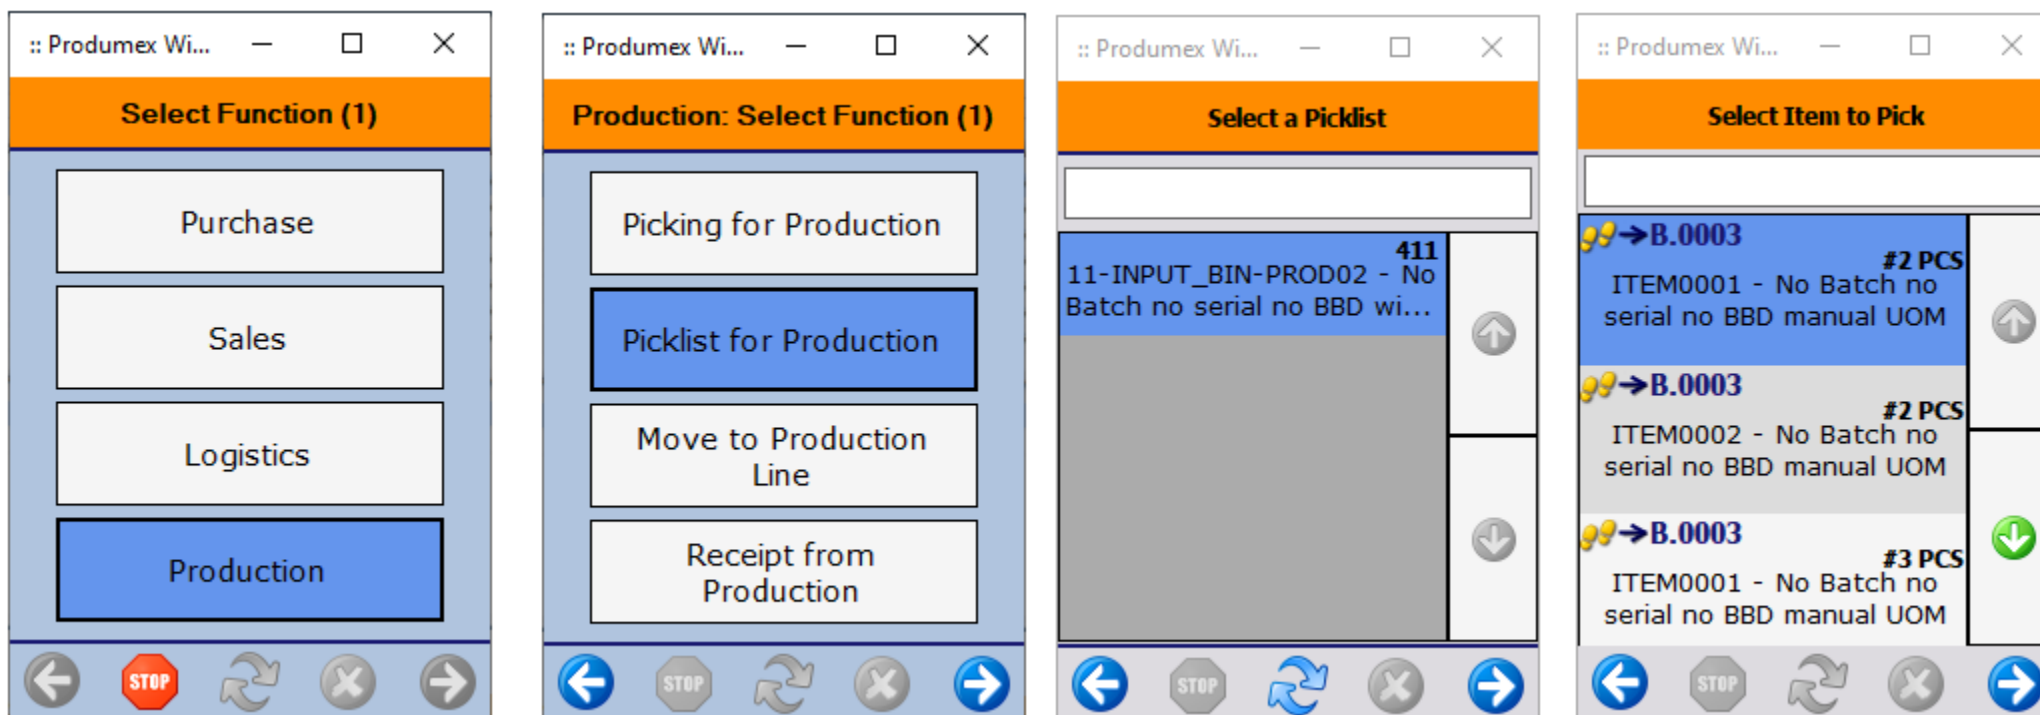 :: Produmex Wi...
Select Function (1)
Purchase
Sales
Logistics
Production
STOP
:: Produmex Wi...
Production: Select Function (1)
Picking for Production
Picklist for Production
Move to Production
Line
Receipt from
Production
STOP
:: Produmex Wi...
Select a Picklist
411
11-INPUT_BIN-PROD02 - No
Batch no serial no BBD wi...
STOP
:: Produmex Wi...
Select Item to Pick
B.0003
#2 PCS
ITEM0001 - No Batch no
serial no BBD manual UOM
B.0003
#2 PCS
ITEM0002 - No Batch no
serial no BBD manual UOM
B.0003
#3 PCS
ITEM0001 - No Batch no
serial no BBD manual UOM
STOP